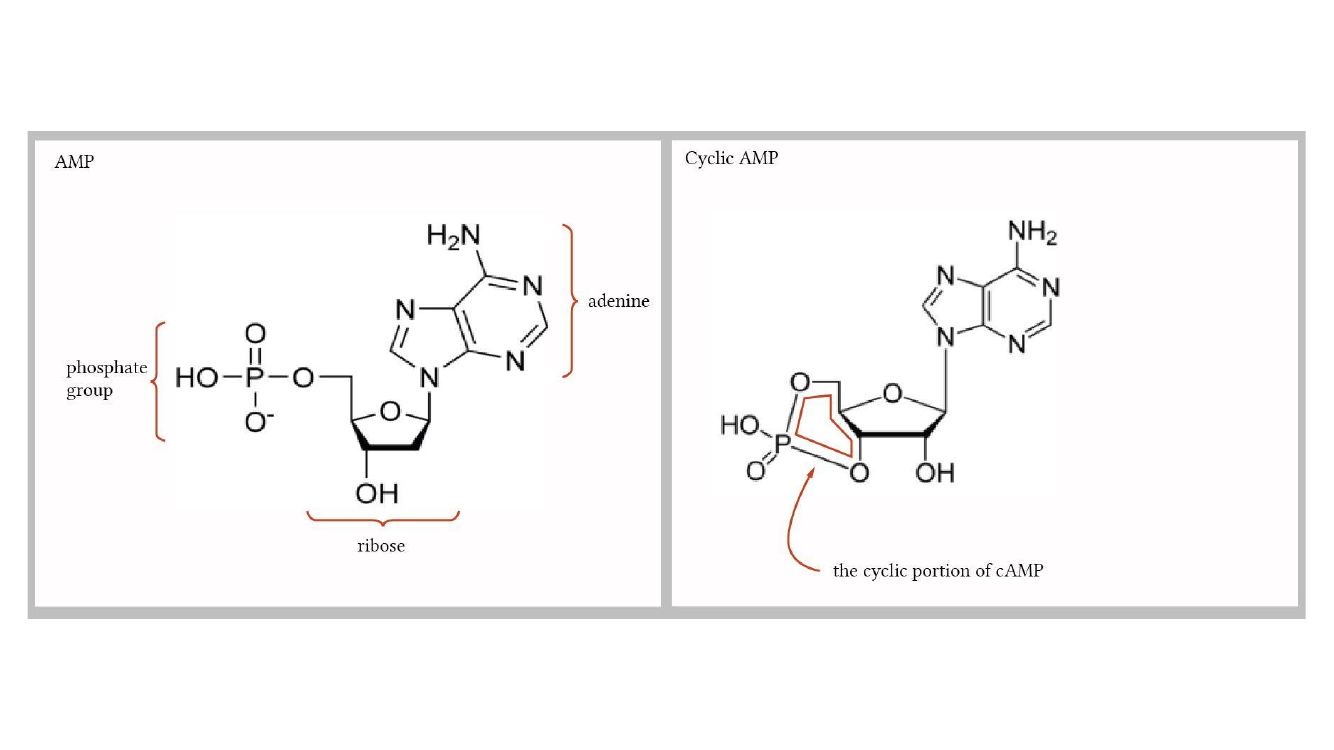 AMP
H₂N
N
N
adenine
N
N
O
phosphate
group
HO–P–O
O⁻
O
OH
ribose
Cyclic AMP
NH₂
N
N
N
N
O
O
HO
P
O
O
OH
the cyclic portion of cAMP